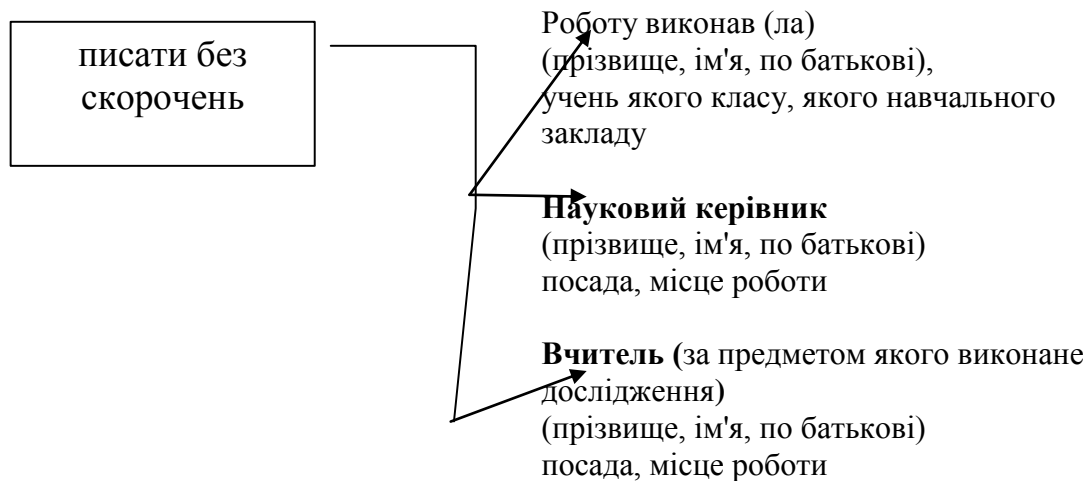 писати без
скорочень
Роботу виконав (ла)
(прізвище, ім'я, по батькові),
учень якого класу, якого навчального
закладу
Науковий керівник
(прізвище, ім'я, по батькові)
посада, місце роботи
Вчитель (за предметом якого виконане
дослідження)
(прізвище, ім'я, по батькові)
посада, місце роботи